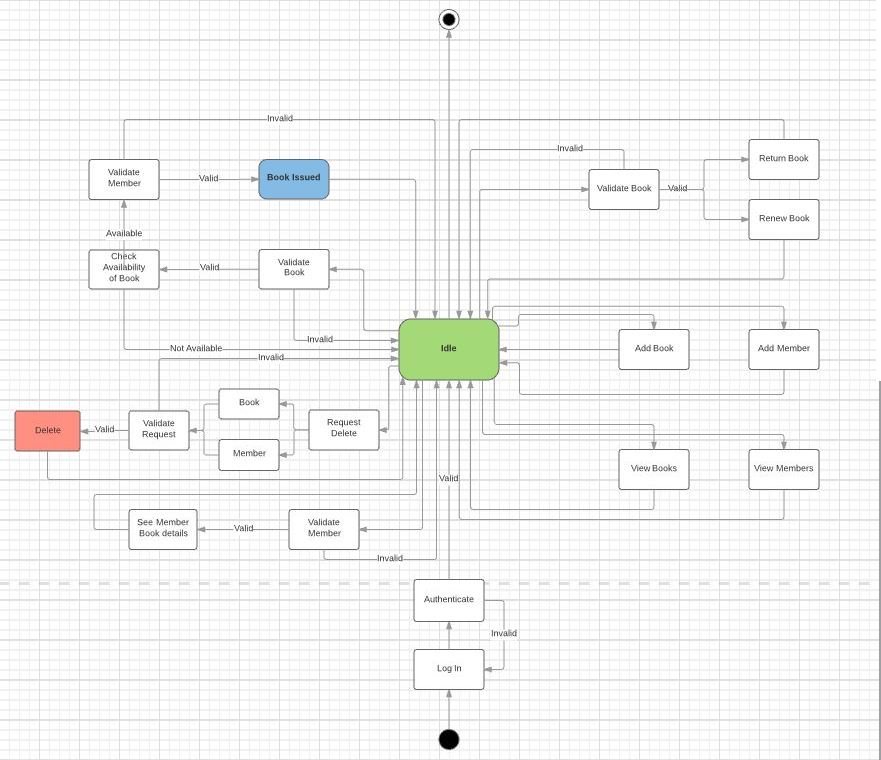 Invalid
Validate
Member
Valid
Book Issued
Invalid
Validate Book
Valid
Return Book
Renew Book
Available
Check
Availability
of Book
Valid
Validate
Book
Invalid
Not Available
Invalid
Idle
Add Book
Add Member
Delete
Valid
Validate
Request
Book
Member
Request
Delete
View Books
View Members
Valid
See Member
Book details
Valid
Validate
Member
Invalid
Authenticate
Invalid
Log In